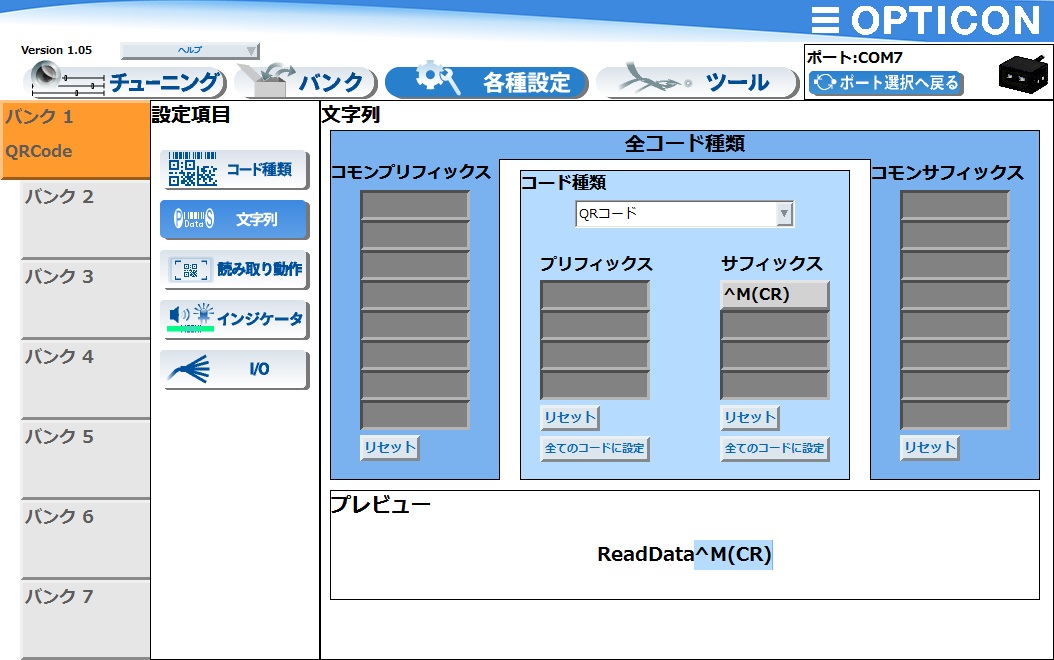 OPTICON
Version 1.05
ヘルプ
チューニング
バンク
各種設定
ツール
ポート:COM7
ポート選択へ戻る
バンク 1
QRCode
バンク 2
バンク 3
バンク 4
バンク 5
バンク 6
バンク 7
設定項目
コード種類
P Data S
文字列
読み取り動作
インジケータ
I/O
文字列
全コード種類
コモンプリフィックス
リセット
コード種類
QRコード
プリフィックス
リセット
全てのコードに設定
サフィックス
^M(CR)
リセット
全てのコードに設定
コモンサフィックス
リセット
プレビュー
ReadData^M(CR)